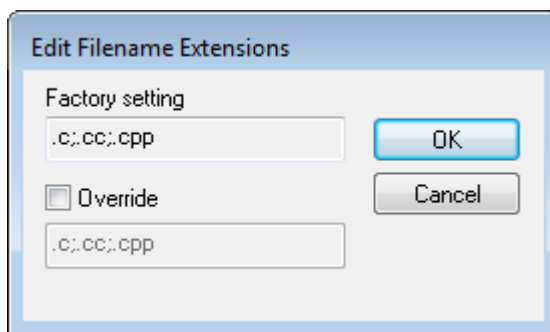 Edit Filename Extensions
Factory setting
.c;.cc;.cpp
OK
Override
Cancel
.c;.cc;.cpp